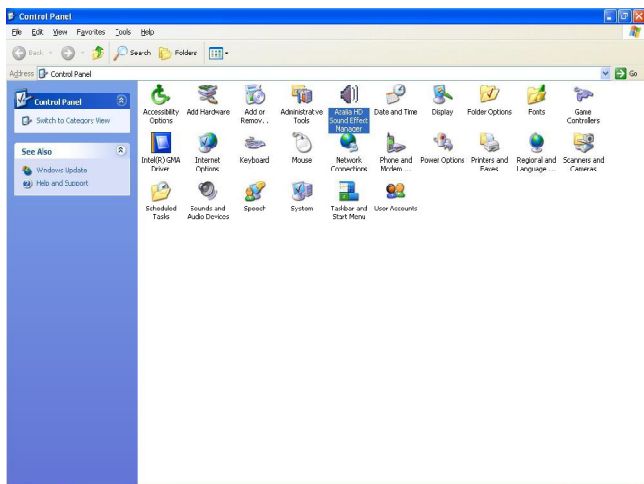 Control Panel
File Edit View Favorites Tools Help
Back Search Folders
Address Control Panel Go
Control Panel
Switch to Category View
See Also
Windows Update
Help and Support
Accessibility Options
Add Hardware
Add or Remov...
Administrative Tools
Azalia HD Sound Effect Manager
Date and Time
Display
Folder Options
Fonts
Game Controllers
Intel(R) GMA Driver
Internet Options
Keyboard
Mouse
Network Connections
Phone and Modem ...
Power Options
Printers and Faxes
Regional and Language ...
Scanners and Cameras
Scheduled Tasks
Sounds and Audio Devices
Speech
System
Taskbar and Start Menu
User Accounts